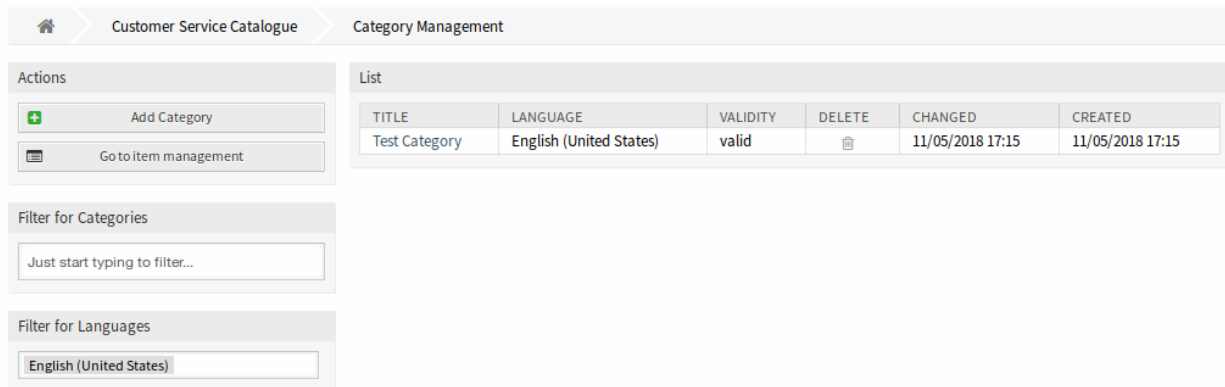 Customer Service Catalogue Category Management
Actions
Add Category
Go to item management
Filter for Categories
Just start typing to filter...
Filter for Languages
English (United States)
List
TITLE LANGUAGE VALIDITY DELETE CHANGED CREATED
Test Category English (United States) valid 11/05/2018 17:15 11/05/2018 17:15